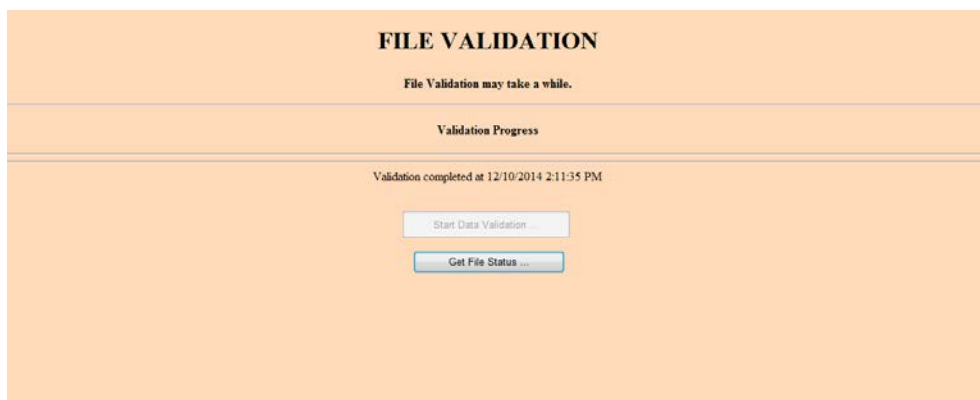 FILE VALIDATION
File Validation may take a while.
Validation Progress
Validation completed at 12/10/2014 2:11:35 PM
Start Data Validation ...
Get File Status ...